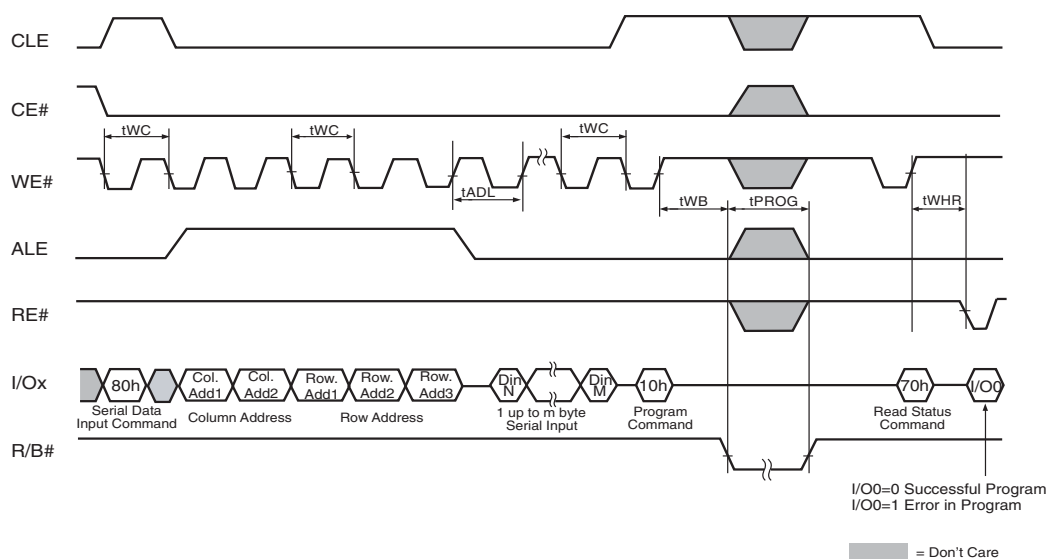 CLE
CE#
tWC
tWC
tWC
WE#
tADL
tWB
tPROG
tWHR
ALE
RE#
I/Ox
80h
Col. Add1
Col. Add2
Row. Add1
Row. Add2
Row. Add3
Din N
Din M
10h
70h
I/O0
Serial Data
Input Command
Column Address
Row Address
1 up to m byte
Serial Input
Program
Command
Read Status
Command
R/B#
I/O0=0 Successful Program
I/O0=1 Error in Program
= Don't Care